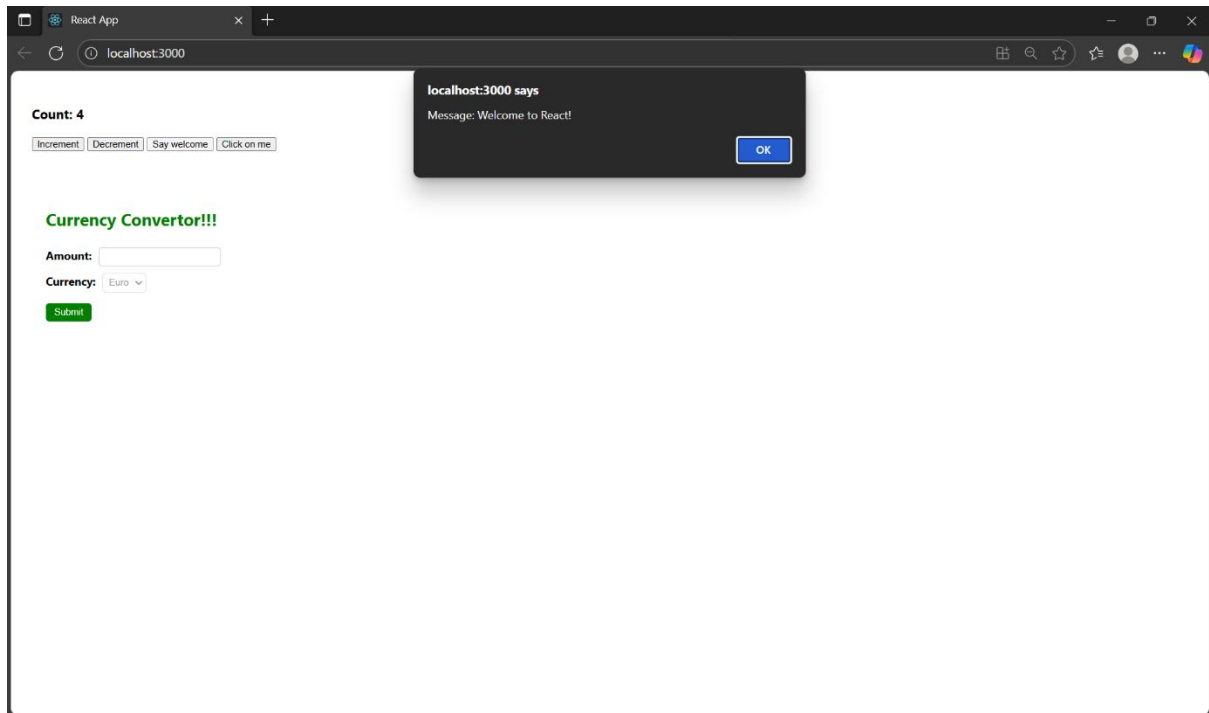 React App
localhost:3000
localhost:3000 says
Message: Welcome to React!
OK
Count: 4
Increment Decrement Say welcome Click on me
Currency Convertor!!!
Amount:
Currency: Euro
Submit